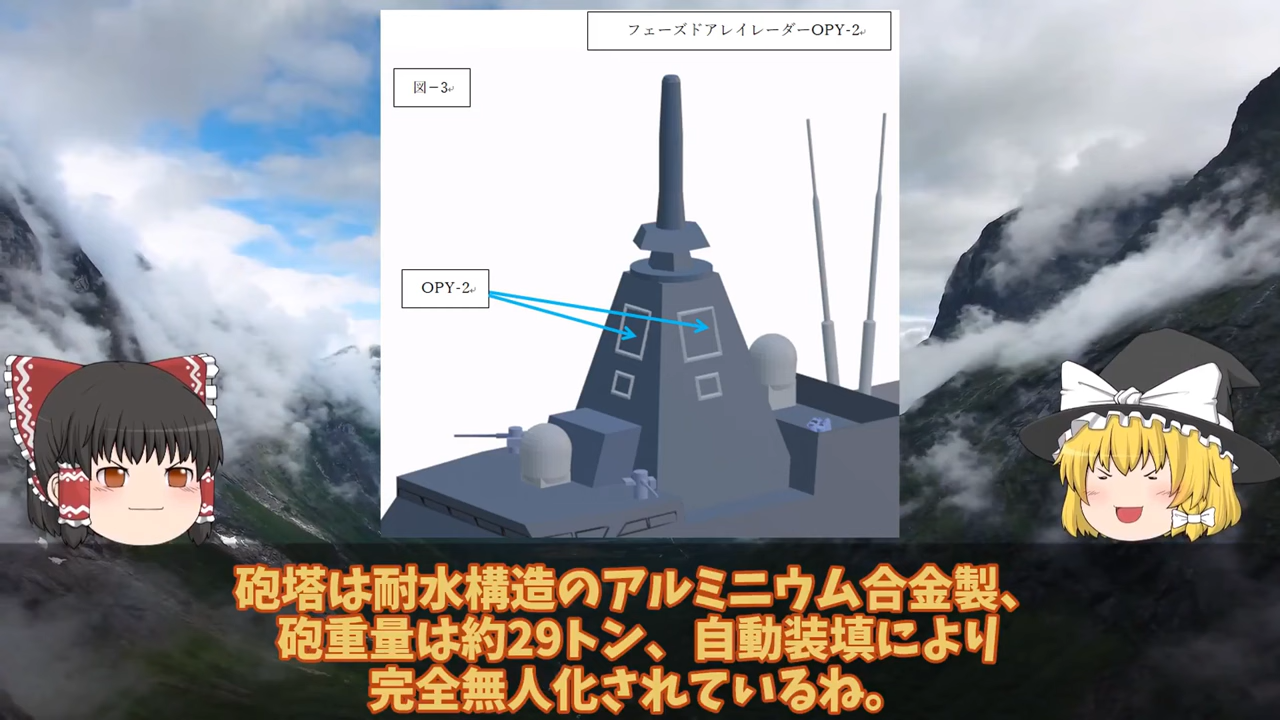 フェーズドアレイレーダーOPY-2↵
図－3↵
OPY-2↵
砲塔は耐水構造のアルミニウム合金製、
砲重量は約29トン、自動装填により
完全無人化されているね。